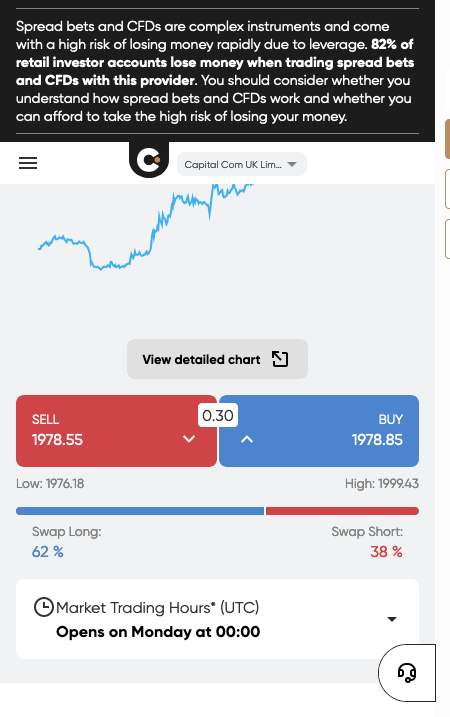 Spread bets and CFDs are complex instruments and come
with a high risk of losing money rapidly due to leverage. 82% of
retail investor accounts lose money when trading spread bets
and CFDs with this provider. You should consider whether you
understand how spread bets and CFDs work and whether you
can afford to take the high risk of losing your money.
Capital Com UK Lim...
View detailed chart
SELL
1978.55
0.30
BUY
1978.85
Low: 1976.18
High: 1999.43
Swap Long:
62 %
Swap Short:
38 %
Market Trading Hours* (UTC)
Opens on Monday at 00:00